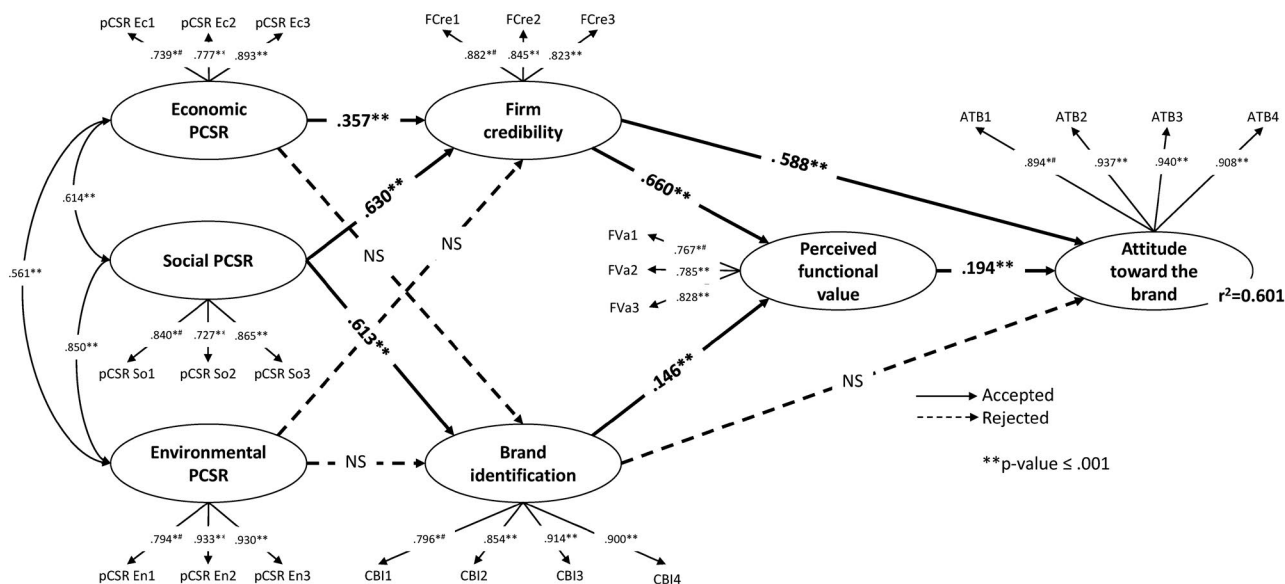 pCSR Ec1 pCSR Ec2 pCSR Ec3
.739*# .777** .893**
Economic
PCSR
FCre1 FCre2 FCre3
.882*# .845** .823**
Firm
credibility
.357**
.630**
NS
NS
.614**
.561**
.850**
Social PCSR
.840*# .727** .865**
pCSR So1 pCSR So2 pCSR So3
.613**
Environmental
PCSR
NS
.794*# .933** .930**
pCSR En1 pCSR En2 pCSR En3
Brand
identification
.796*# .854** .914** .900**
CBI1 CBI2 CBI3 CBI4
.588**
.660**
FVa1 .767*#
FVa2 .785**
FVa3 .828**
Perceived
functional
value
.146**
.194**
NS
ATB1 ATB2 ATB3 ATB4
.894*# .937** .940** .908**
Attitude
toward the
brand
r²=0.601
Accepted
Rejected
**p-value ≤ .001